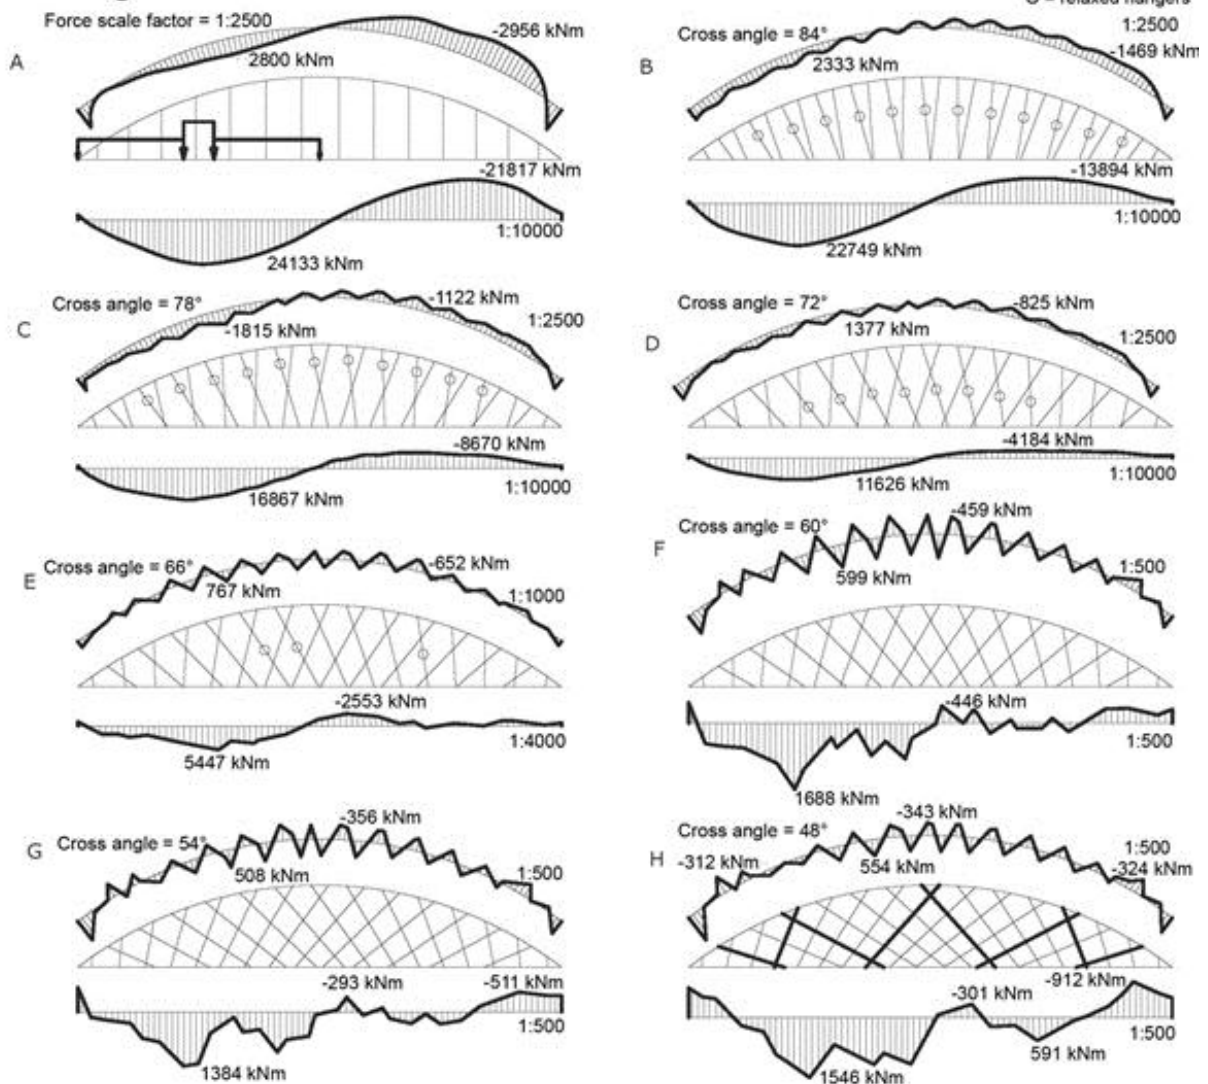 = relaxed hangers
Force scale factor = 1:2500
-2956 kNm
A
2800 kNm
-21817 kNm
1:10000
24133 kNm
Cross angle = 84°
1:2500
-1469 kNm
B
2333 kNm
-13894 kNm
1:10000
22749 kNm
Cross angle = 78°
-1122 kNm
C
-1815 kNm
1:2500
-8670 kNm
1:10000
16867 kNm
Cross angle = 72°
-825 kNm
D
1377 kNm
1:2500
-4184 kNm
1:10000
11626 kNm
Cross angle = 66°
-652 kNm
E
767 kNm
1:1000
-2553 kNm
1:4000
5447 kNm
Cross angle = 60°
-459 kNm
F
599 kNm
1:500
-446 kNm
1:500
1688 kNm
Cross angle = 54°
-356 kNm
G
508 kNm
1:500
-293 kNm
-511 kNm
1:500
1384 kNm
Cross angle = 48°
-343 kNm
H
-312 kNm
554 kNm
1:500
-324 kNm
-912 kNm
-301 kNm
1:500
591 kNm
1546 kNm